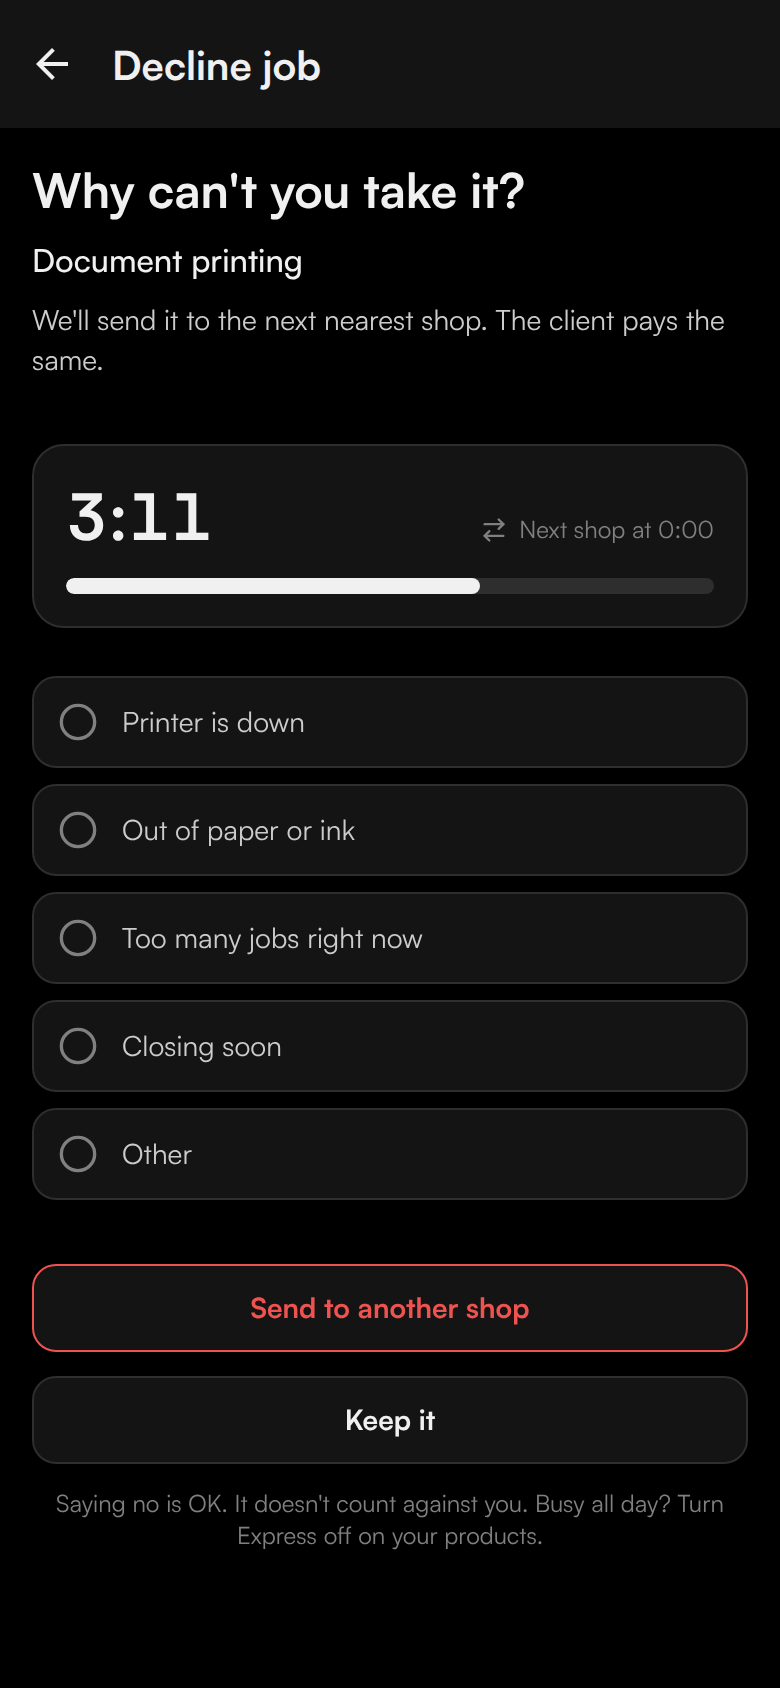 Decline job
Why can't you take it?
Document printing
We'll send it to the next nearest shop. The client pays the
same.
3:11
Next shop at 0:00
Printer is down
Out of paper or ink
Too many jobs right now
Closing soon
Other
Send to another shop
Keep it
Saying no is OK. It doesn't count against you. Busy all day? Turn
Express off on your products.